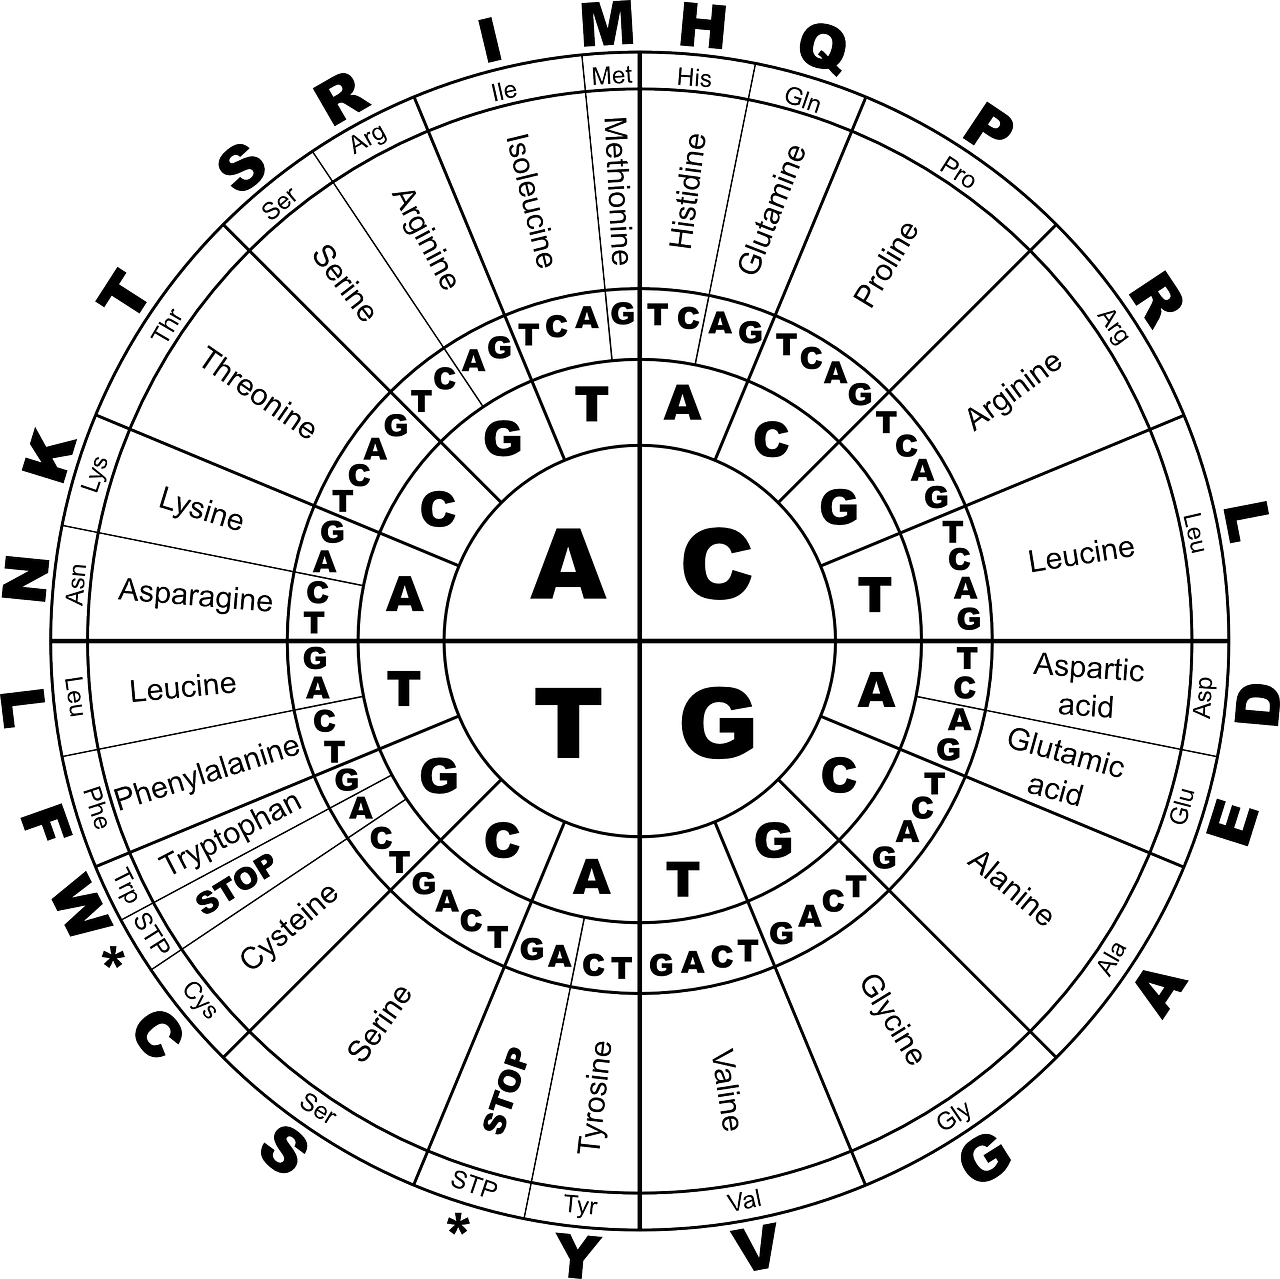 A C
T G
A C G T
A C G T
T G C A
T G C A
T C A G
T C A G
T C A G
T C A G
T C A G
T C A G
T C A G
T C A G
G A C T
G A C T
G A C T
G A C T
G A C T
G A C T
G A C T
G A C T
Histidine
His
H
Glutamine
Gln
Q
Proline
Pro
P
Arginine
Arg
R
Leucine
Leu
L
Aspartic
acid
Asp
D
Glutamic
acid
Glu
E
Alanine
Ala
A
Glycine
Gly
G
Valine
Val
V
Tyrosine
Tyr
Y
STOP
STP
*
Serine
Ser
S
Cysteine
Cys
C
STOP
STP
*
Tryptophan
Trp
W
Phenylalanine
Phe
F
Leucine
Leu
L
Asparagine
Asn
N
Lysine
Lys
K
Threonine
Thr
T
Serine
Ser
S
Arginine
Arg
R
Isoleucine
Ile
I
Methionine
Met
M